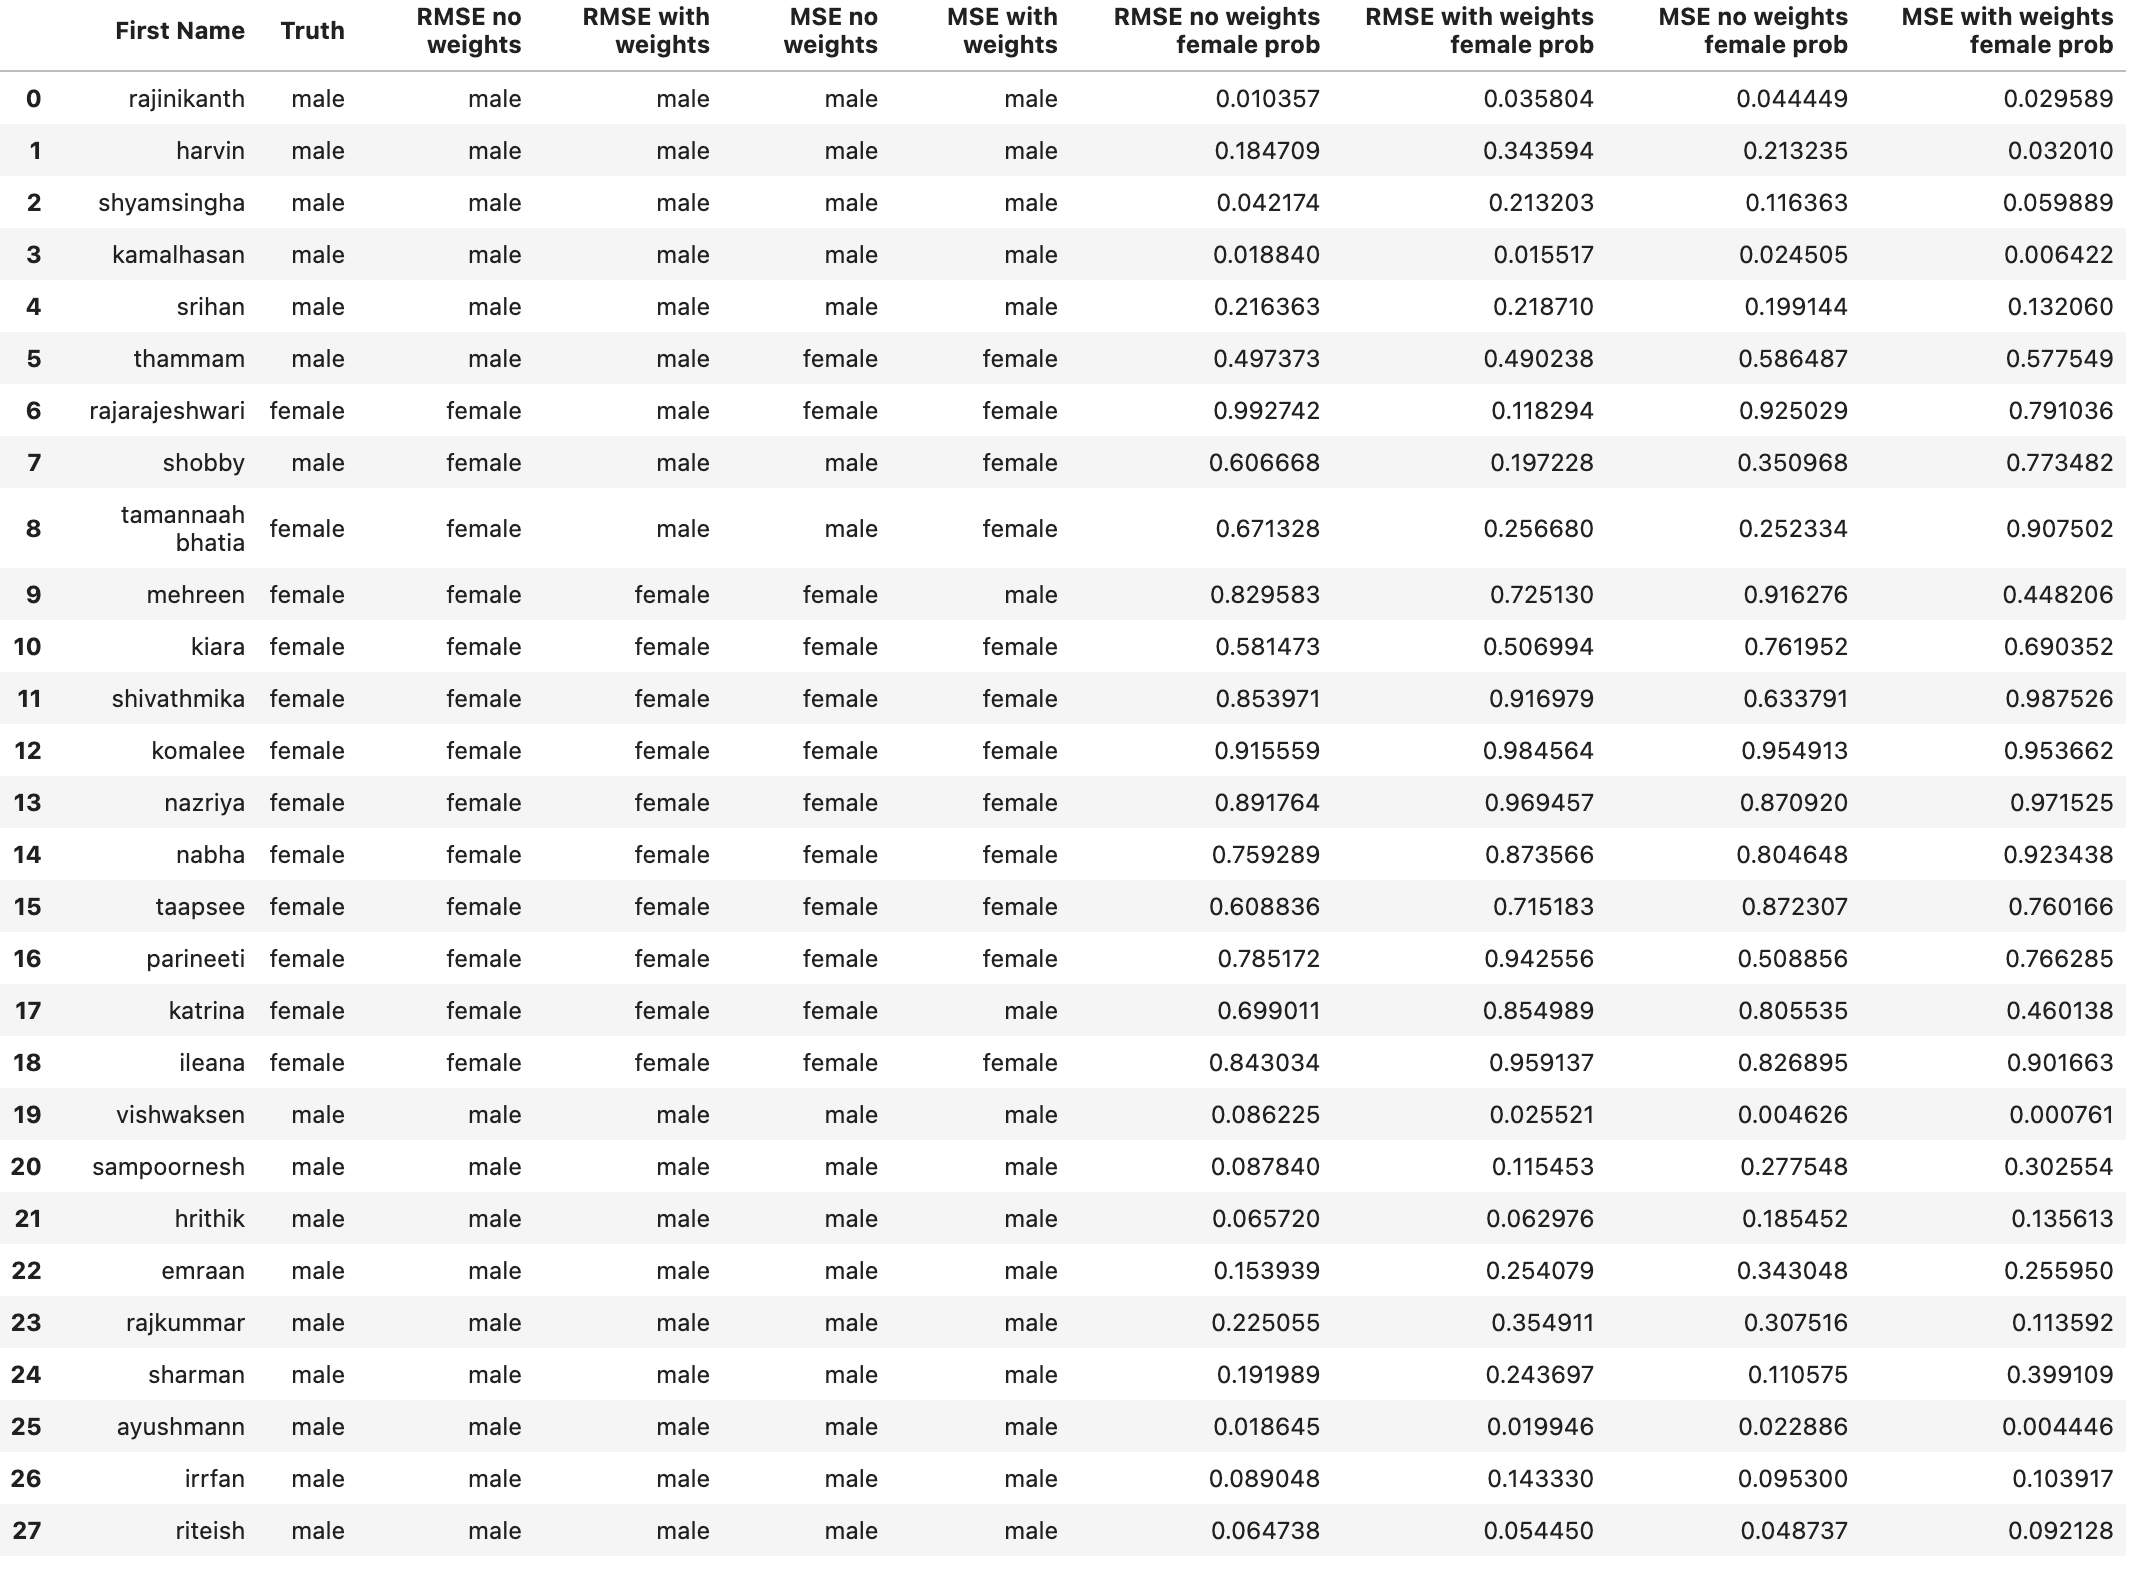 First Name Truth RMSE no weights RMSE with weights MSE no weights MSE with weights RMSE no weights female prob RMSE with weights female prob MSE no weights female prob MSE with weights female prob
0 rajinikanth male male male male male 0.010357 0.035804 0.044449 0.029589
1 harvin male male male male male 0.184709 0.343594 0.213235 0.032010
2 shyamsingha male male male male male 0.042174 0.213203 0.116363 0.059889
3 kamalhasan male male male male male 0.018840 0.015517 0.024505 0.006422
4 srihan male male male male male 0.216363 0.218710 0.199144 0.132060
5 thammam male male male female female 0.497373 0.490238 0.586487 0.577549
6 rajarajeshwari female female male female female 0.992742 0.118294 0.925029 0.791036
7 shobby male female male male female 0.606668 0.197228 0.350968 0.773482
8 tamannaah bhatia female female male male female 0.671328 0.256680 0.252334 0.907502
9 mehreen female female female female male 0.829583 0.725130 0.916276 0.448206
10 kiara female female female female female 0.581473 0.506994 0.761952 0.690352
11 shivathmika female female female female female 0.853971 0.916979 0.633791 0.987526
12 komalee female female female female female 0.915559 0.984564 0.954913 0.953662
13 nazriya female female female female female 0.891764 0.969457 0.870920 0.971525
14 nabha female female female female female 0.759289 0.873566 0.804648 0.923438
15 taapsee female female female female female 0.608836 0.715183 0.872307 0.760166
16 parineeti female female female female female 0.785172 0.942556 0.508856 0.766285
17 katrina female female female female male 0.699011 0.854989 0.805535 0.460138
18 ileana female female female female female 0.843034 0.959137 0.826895 0.901663
19 vishwaksen male male male male male 0.086225 0.025521 0.004626 0.000761
20 sampoornesh male male male male male 0.087840 0.115453 0.277548 0.302554
21 hrithik male male male male male 0.065720 0.062976 0.185452 0.135613
22 emraan male male male male male 0.153939 0.254079 0.343048 0.255950
23 rajkummar male male male male male 0.225055 0.354911 0.307516 0.113592
24 sharman male male male male male 0.191989 0.243697 0.110575 0.399109
25 ayushmann male male male male male 0.018645 0.019946 0.022886 0.004446
26 irrfan male male male male male 0.089048 0.143330 0.095300 0.103917
27 riteish male male male male male 0.064738 0.054450 0.048737 0.092128